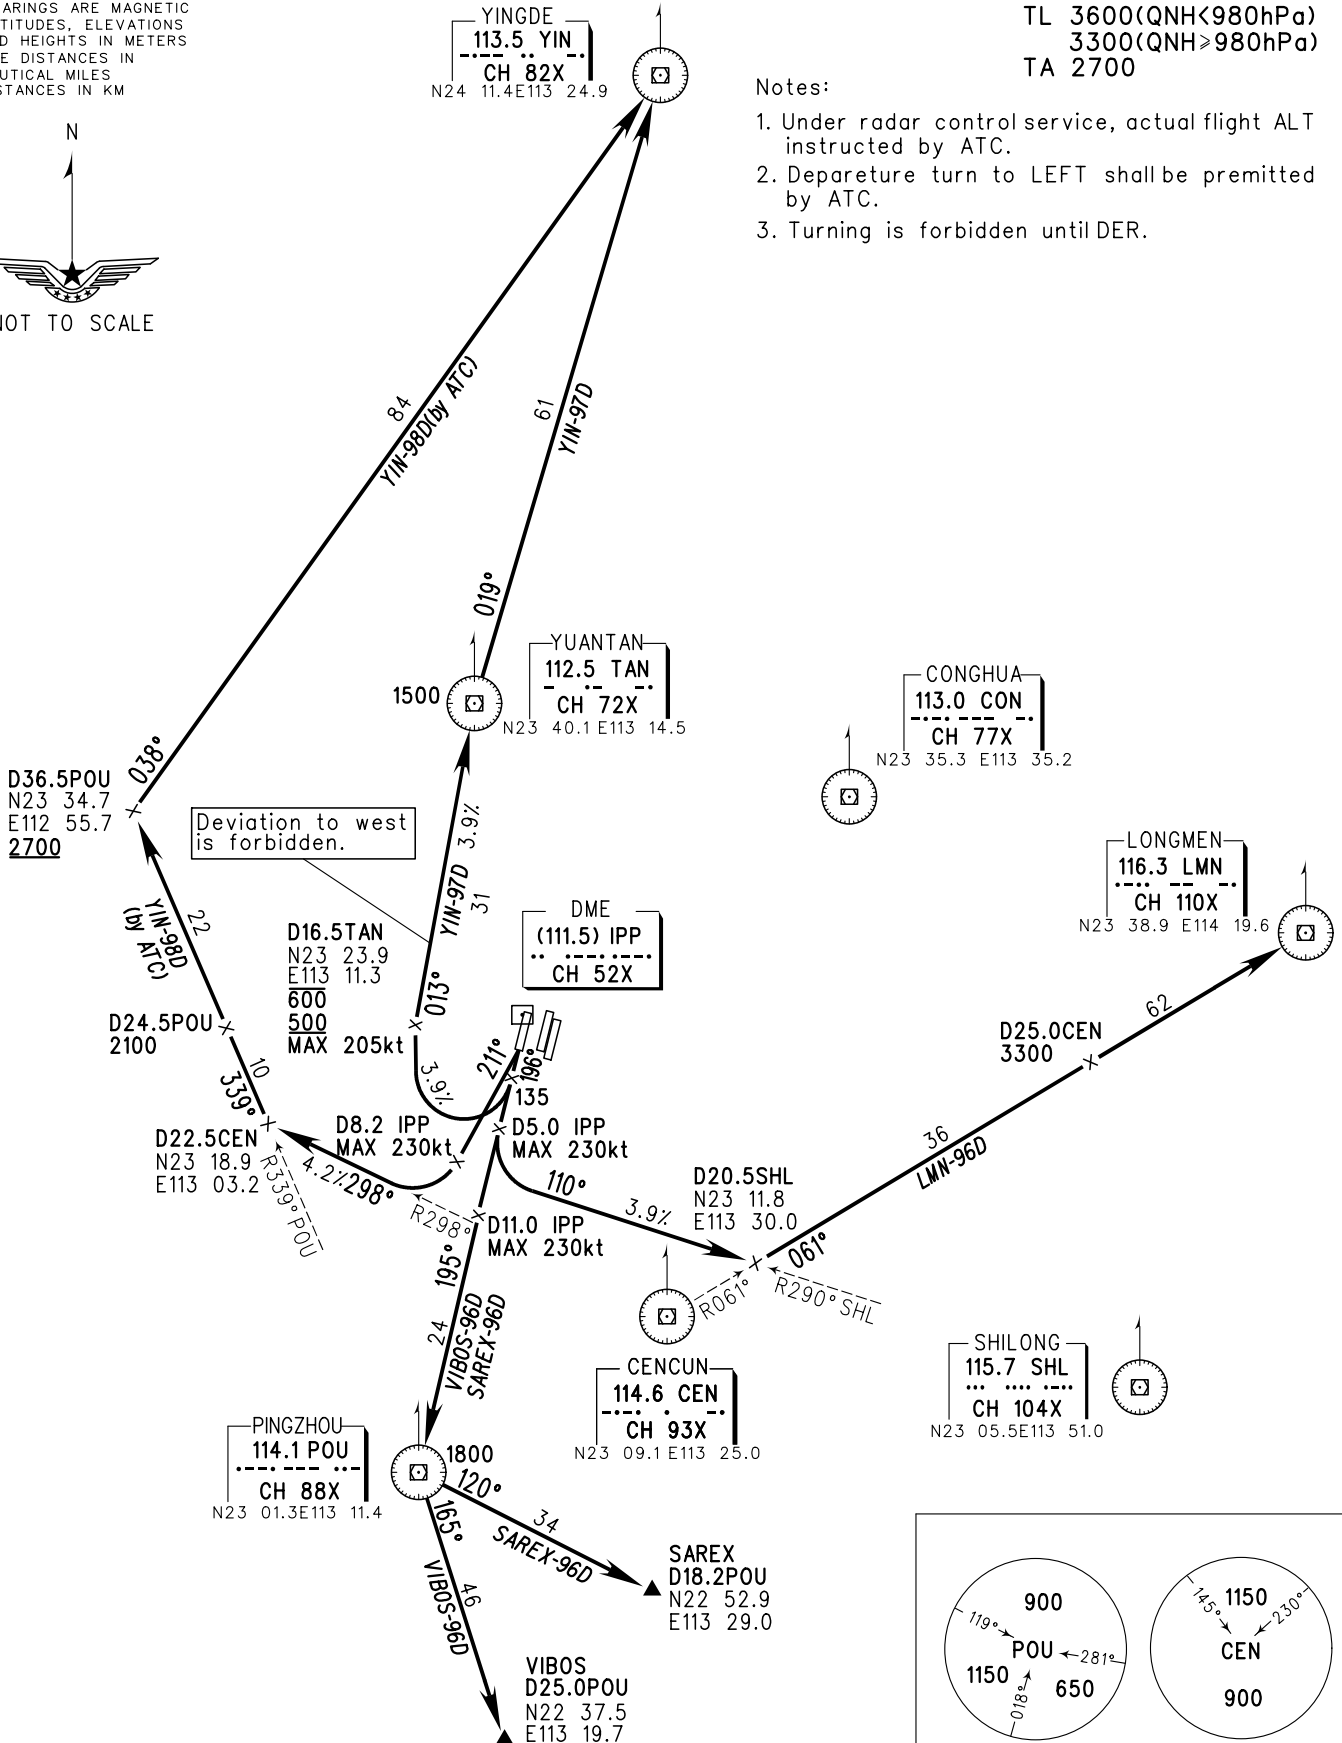 ARINGS ARE MAGNETIC
TITUDES, ELEVATIONS
D HEIGHTS IN METERS
E DISTANCES IN
UTICAL MILES
STANCES IN KM
N
NOT TO SCALE
YINGDE
113.5 YIN
CH 82X
N24 11.4E113 24.9
TL 3600(QNH<980hPa)
3300(QNH≥980hPa)
TA 2700
Notes:
1. Under radar control service, actual flight ALT
instructed by ATC.
2. Depareture turn to LEFT shall be premitted
by ATC.
3. Turning is forbidden until DER.
84
YIN-98D(by ATC)
61
YIN-97D
019°
1500
YUANTAN
112.5 TAN
CH 72X
N23 40.1 E113 14.5
CONGHUA
113.0 CON
CH 77X
N23 35.3 E113 35.2
038°
D36.5POU
N23 34.7
E112 55.7
2700
Deviation to west
is forbidden.
3.9%
YIN-97D
31
013°
LONGMEN
116.3 LMN
CH 110X
N23 38.9 E114 19.6
22
YIN-98D
(by ATC)
D16.5TAN
N23 23.9
E113 11.3
600
500
MAX 205kt
DME
(111.5) IPP
CH 52X
D24.5POU
2100
10
339°
3.9%
211°
196°
135
D25.0CEN
3300
62
36
LMN-96D
D22.5CEN
N23 18.9
E113 03.2
D8.2 IPP
MAX 230kt
D5.0 IPP
MAX 230kt
4.2%
298°
R339° POU
R298°
110°
3.9%
D20.5SHL
N23 11.8
E113 30.0
061°
D11.0 IPP
MAX 230kt
195°
24
VIBOS-96D
SAREX-96D
R061°
R290° SHL
CENCUN
114.6 CEN
CH 93X
N23 09.1 E113 25.0
SHILONG
115.7 SHL
CH 104X
N23 05.5E113 51.0
PINGZHOU
114.1 POU
CH 88X
N23 01.3E113 11.4
1800
120°
165°
34
SAREX-96D
46
VIBOS-96D
SAREX
D18.2POU
N22 52.9
E113 29.0
VIBOS
D25.0POU
N22 37.5
E113 19.7
900
119°
POU
281°
1150
650
018°
1150
145°
230°
CEN
900